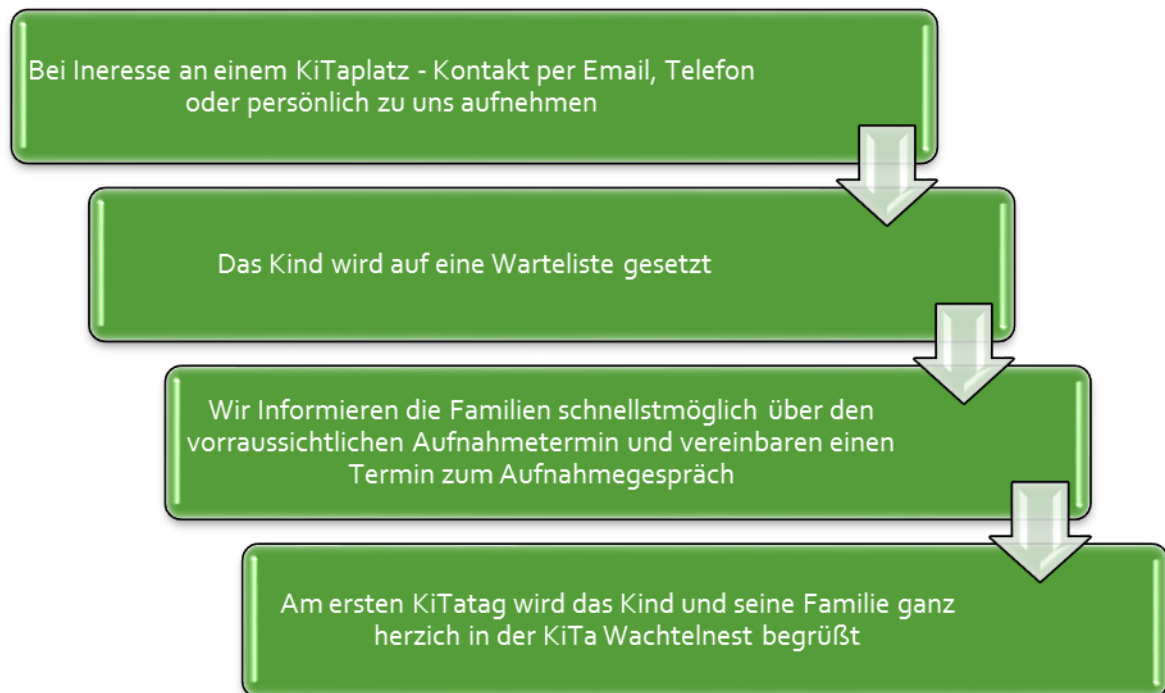 Bei Ineresse an einem KiTaplatz - Kontakt per Email, Telefon
oder persönlich zu uns aufnehmen
Das Kind wird auf eine Warteliste gesetzt
Wir Informieren die Familien schnellstmöglich über den
vorraussichtlichen Aufnahmetermin und vereinbaren einen
Termin zum Aufnahmegespräch
Am ersten KiTatag wird das Kind und seine Familie ganz
herzich in der KiTa Wachtelnest begrüßt